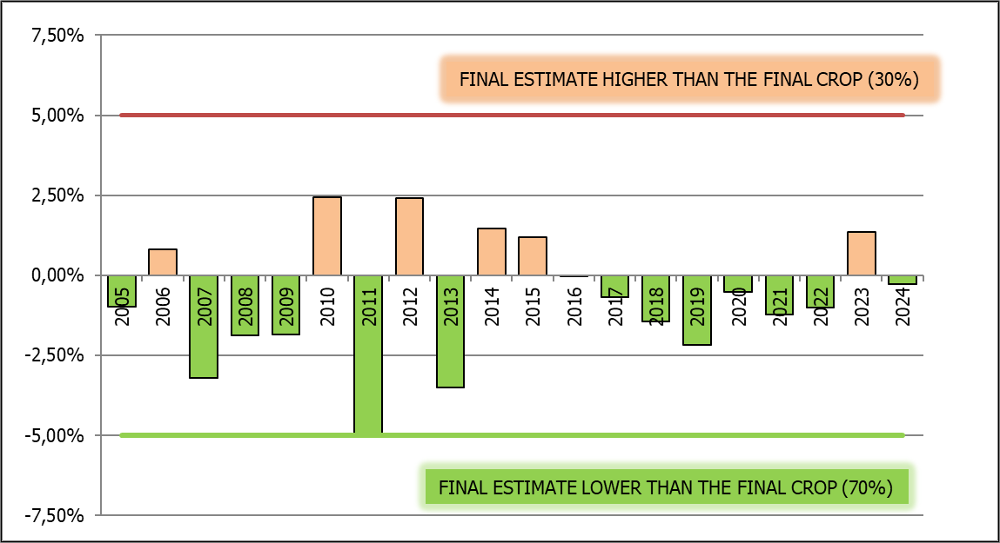 7,50%
FINAL ESTIMATE HIGHER THAN THE FINAL CROP (30%)
5,00%
2,50%
0,00%
2005 2006 2007 2008 2009 2010 2011 2012 2013 2014 2015 2016 2017 2018 2019 2020 2021 2022 2023 2024
-2,50%
-5,00%
FINAL ESTIMATE LOWER THAN THE FINAL CROP (70%)
-7,50%